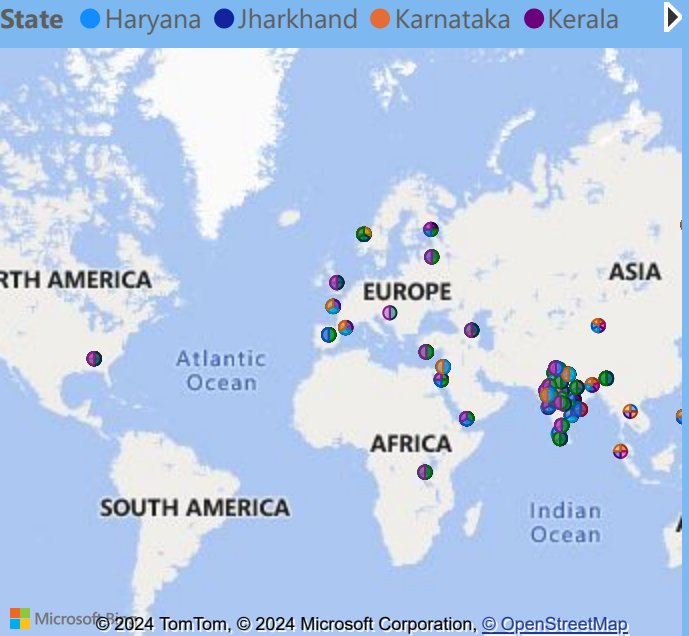 State Haryana Jharkhand Karnataka Kerala
RTH AMERICA
EUROPE
ASIA
Atlantic
Ocean
AFRICA
SOUTH AMERICA
Indian
Ocean
A
Microsoft Bing
© 2024 TomTom, © 2024 Microsoft Corporation, © OpenStreetMap